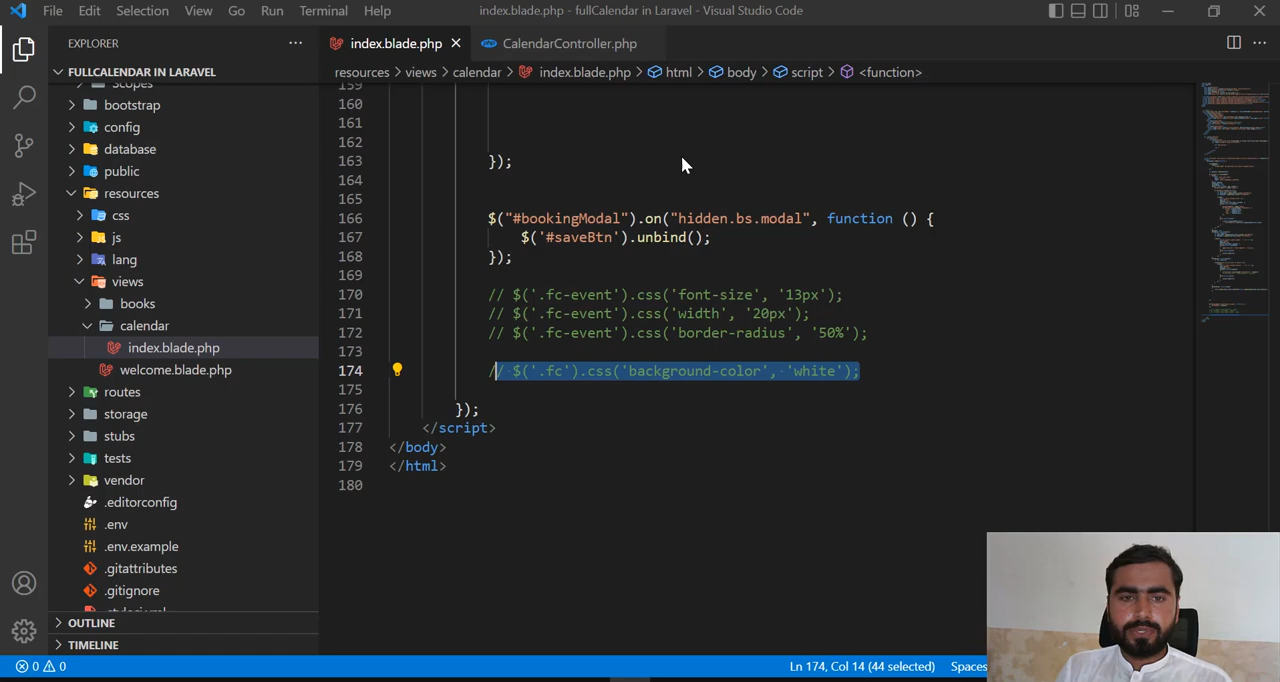 File Edit Selection View Go Run Terminal Help index.blade.php - fullCalendar in Laravel - Visual Studio Code
EXPLORER
index.blade.php
CalendarController.php
FULLCALENDAR IN LARAVEL
resources > views > calendar > index.blade.php > html > body > script > <function>
Scopes
bootstrap
config
database
public
resources
css
js
lang
views
books
calendar
index.blade.php
welcome.blade.php
routes
storage
stubs
tests
vendor
.editorconfig
.env
.env.example
.gitattributes
.gitignore
OUTLINE
TIMELINE
159
160
161
162
163 });
164
165
166 $("#bookingModal").on("hidden.bs.modal", function () {
167 $('#saveBtn').unbind();
168 });
169
170 // $('.fc-event').css('font-size', '13px');
171 // $('.fc-event').css('width', '20px');
172 // $('.fc-event').css('border-radius', '50%');
173
174 // $('.fc').css('background-color', 'white');
175
176 });
177 </script>
178 </body>
179 </html>
180
0 0 Ln 174, Col 14 (44 selected) Spaces